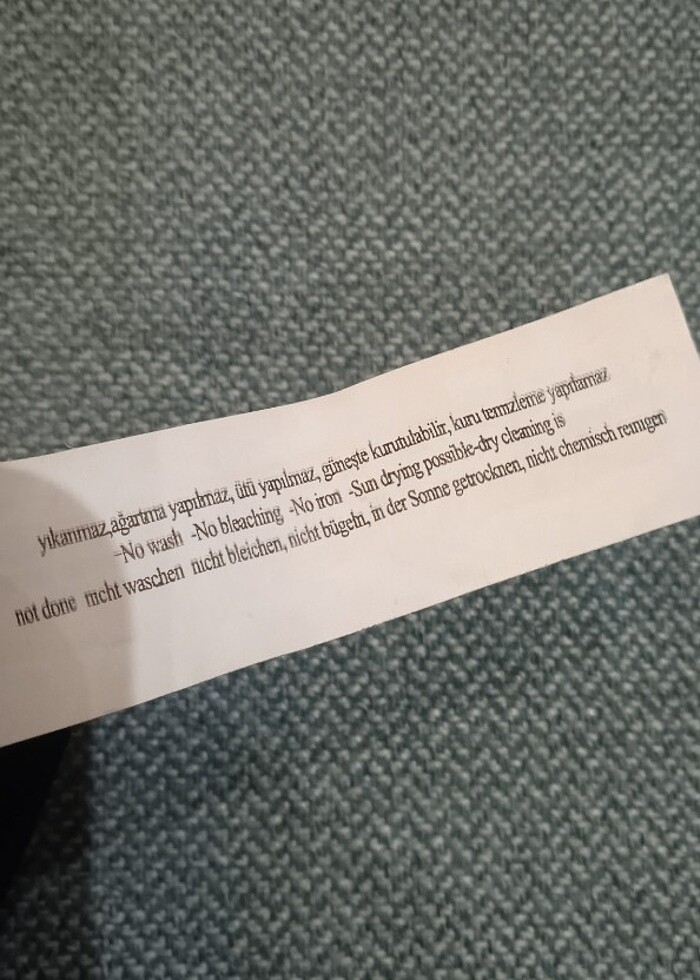 yıkanmaz,ağartma yapılmaz, ütü yapılmaz, güneşte kurutulabilir, kuru temizleme yapılamaz
-No wash -No bleaching -No iron -Sun drying possible-dry cleaning is
not done nicht waschen nicht bleichen, nicht bügeln, in der Sonne getrocknen, nicht chemisch reinigen